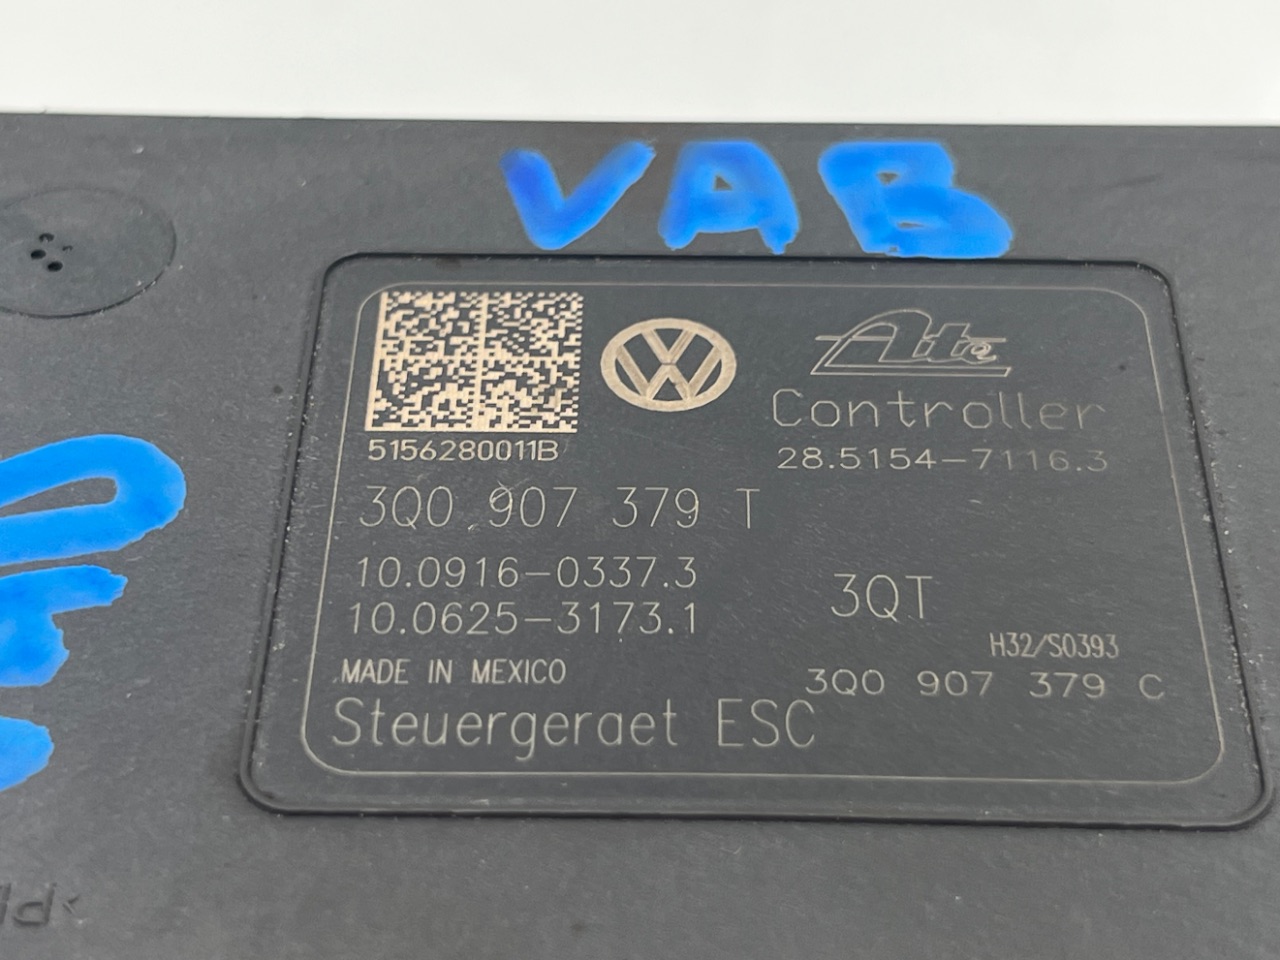 VAB
Ate
Controller
5156280011B
28.5154-7116.3
3Q0 907 379 T
10.0916-0337.3
10.0625-3173.1
3QT
H32/S0393
MADE IN MEXICO
3Q0 907 379 C
Steuergeraet ESC